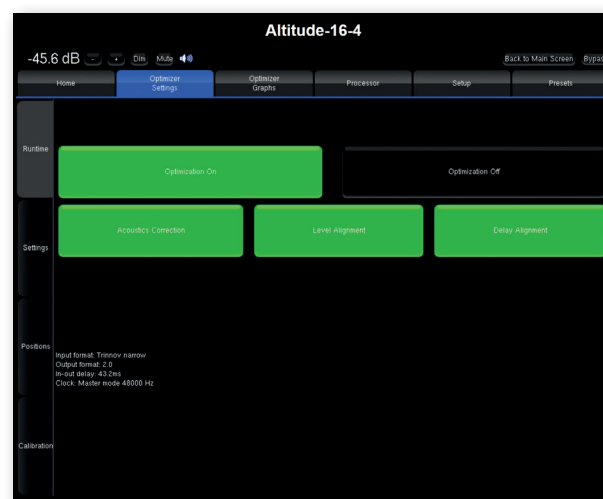 Altitude-16-4
-45.6 dB - + Dim Mute Back to Main Screen Bypas
Home Optimizer Settings Optimizer Graphs Processor Setup Presets
Runtime
Optimization On Optimization Off
Acoustics Correction Level Alignment Delay Alignment
Settings
Positions
Input format: Trinnov narrow
Output format: 2.0
In-out delay: 43.2ms
Clock: Master mode 48000 Hz
Calibration